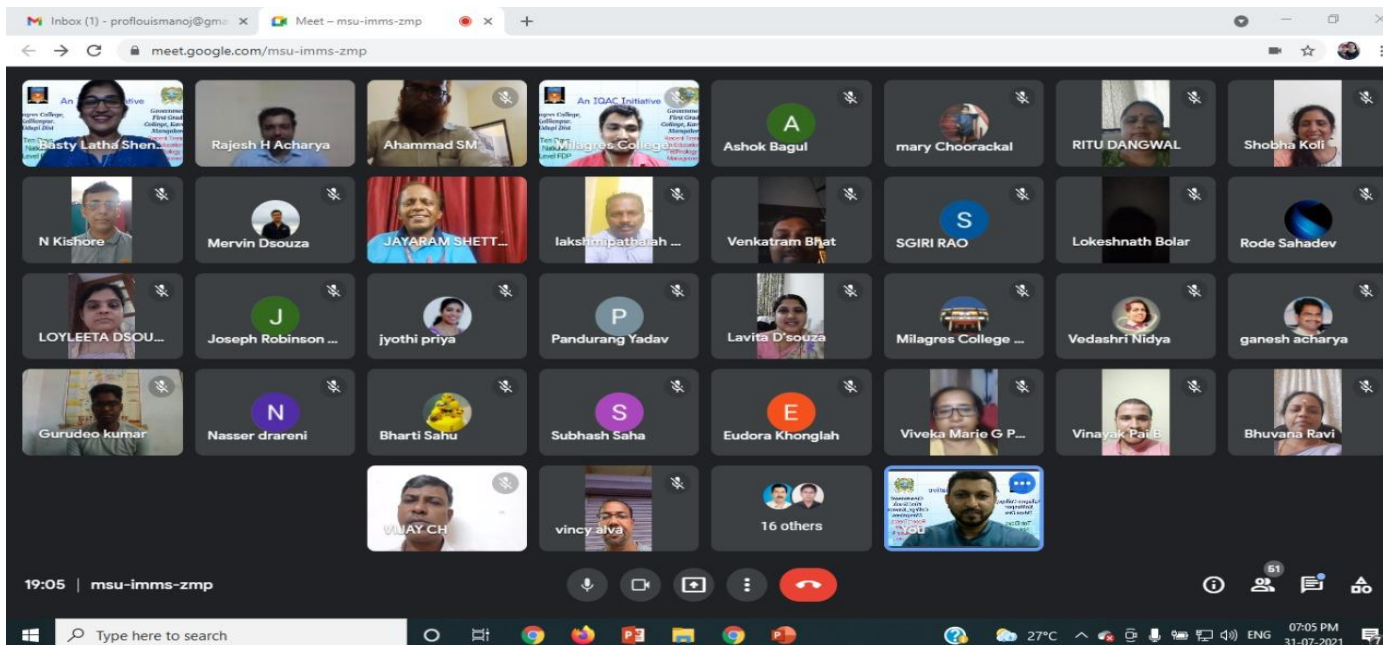 Inbox (1) - proflouismanoj@gma
Meet – msu-imms-zmp
meet.google.com/msu-imms-zmp
An IQAC Initiative
Basty Latha Shen...
Rajesh H Acharya
Ahammad SM
Milagres College
A
Ashok Bagul
mary Choorackal
RITU DANGWAL
Shobha Koli
N Kishore
Mervin Dsouza
JAYARAM SHETT...
lakshmipathaiah ...
Venkatram Bhat
S
SGIRI RAO
Lokeshnath Bolar
Rode Sahadev
LOYLEETA DSOU...
J
Joseph Robinson ...
jyothi priya
P
Pandurang Yadav
Lavita D'souza
Milagres College ...
Vedashri Nidya
ganesh acharya
Gurudeo kumar
N
Nasser drareni
Bharti Sahu
S
Subhash Saha
E
Eudora Khonglah
Viveka Marie G P...
Vinayak Pai B
Bhuvana Ravi
VIJAY CH
vincy alva
16 others
You
19:05 | msu-imms-zmp
51
Type here to search
27°C
ENG
07:05 PM
31-07-2021